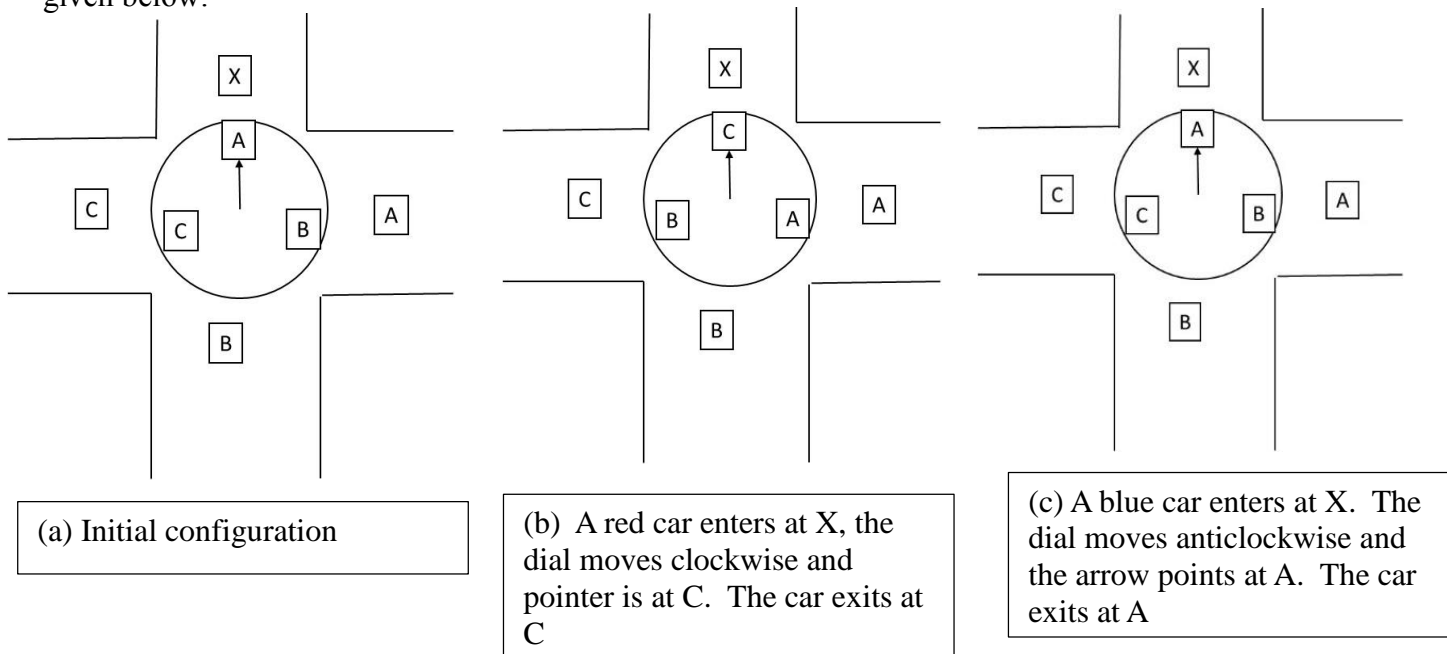 given below.
X
A
C
C
B
A
B
X
C
C
B
A
A
B
X
A
C
C
B
A
B
(a) Initial configuration
(b) A red car enters at X, the
dial moves clockwise and
pointer is at C. The car exits at
C
(c) A blue car enters at X. The
dial moves anticlockwise and
the arrow points at A. The car
exits at A